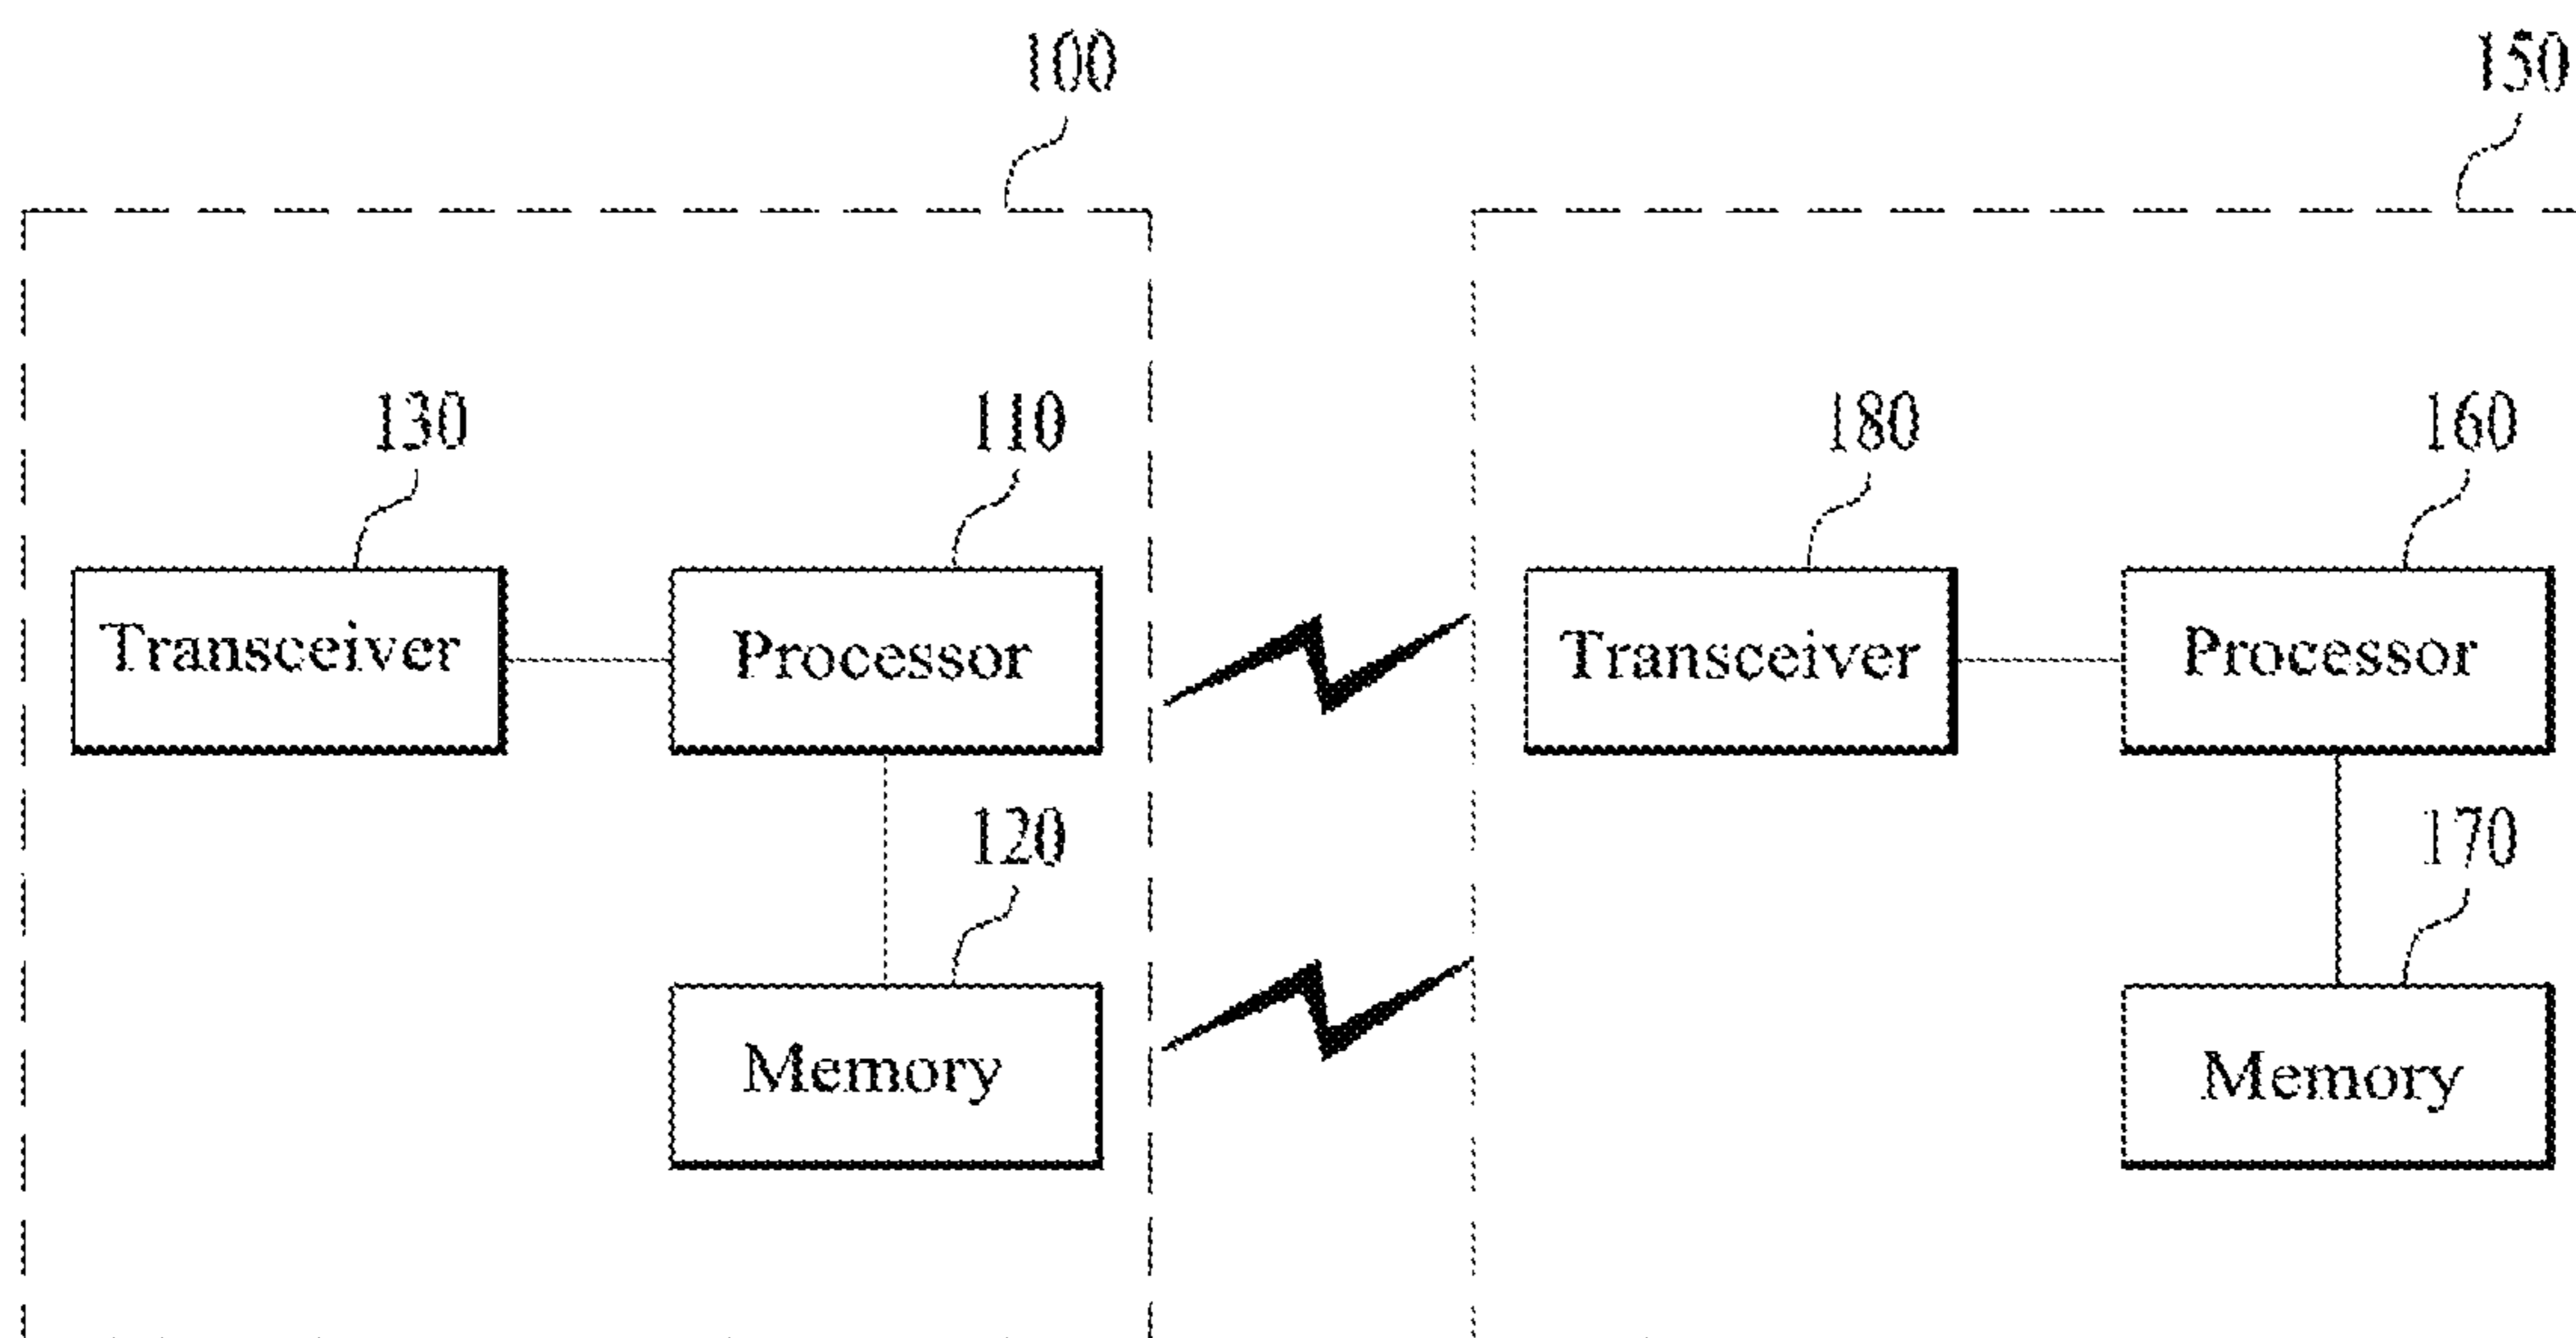 100 150
130 110 180 160
Transceiver Processor Transceiver Processor
120 170
Memory Memory